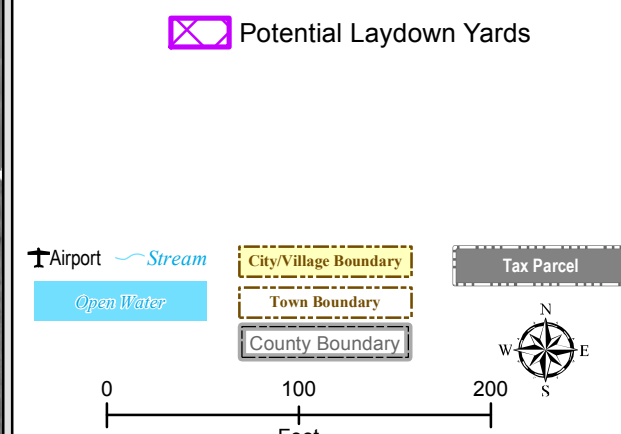 Potential Laydown Yards
Airport
Stream
City/Village Boundary
Tax Parcel
Open Water
Town Boundary
County Boundary
N
W
E
S
0 100 200
Feet